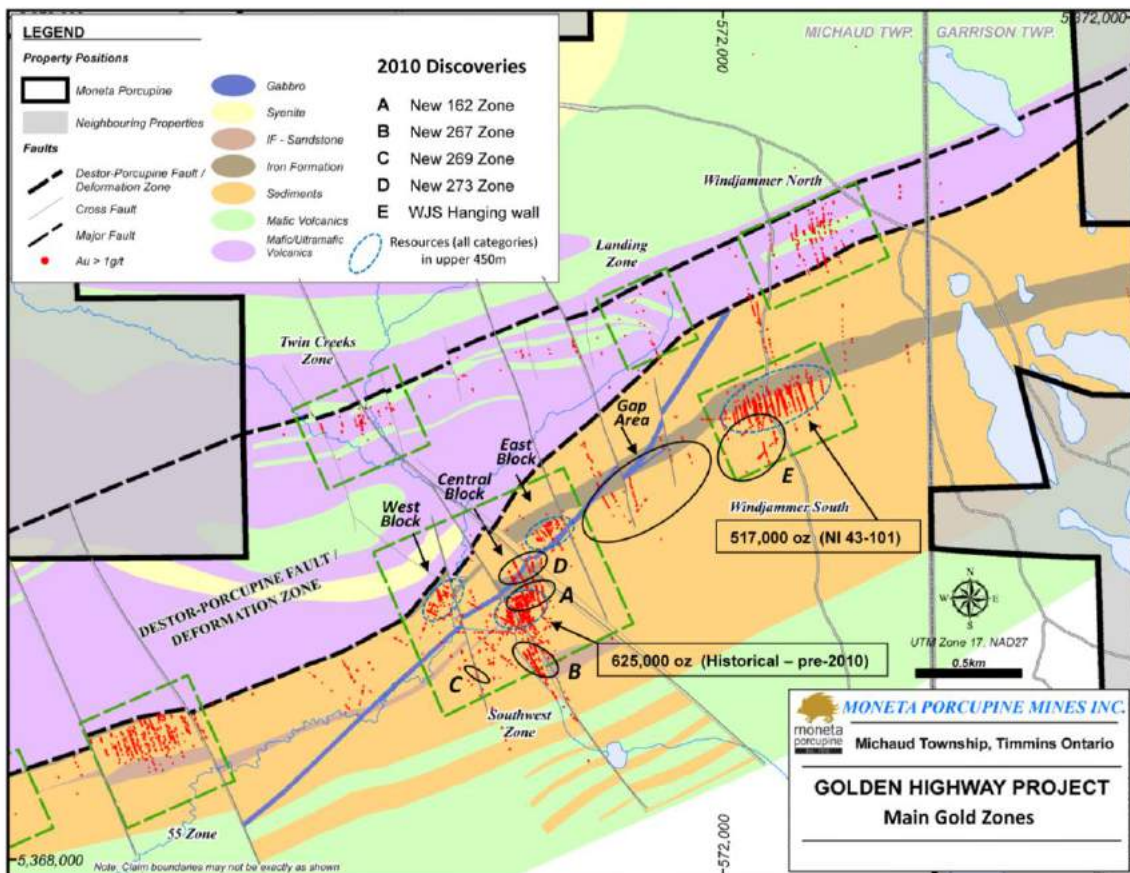 LEGEND
Property Positions
Moneta Porcupine
Neighbouring Properties
Faults
Destor-Porcupine Fault /
Deformation Zone
Cross Fault
Major Fault
Au > 1g/t
Gabbro
Syenite
IF - Sandstone
Iron Formation
Sediments
Mafic Volcanics
Mafic/Ultramafic
Volcanics
2010 Discoveries
A New 162 Zone
B New 267 Zone
C New 269 Zone
D New 273 Zone
E WJS Hanging wall
Resources (all categories)
in upper 450m
572,000
MICHAUD TWP.
GARRISON TWP.
5,372,000
Windjammer North
Landing
Zone
Twin Creeks
Zone
Gap
Area
East
Block
Central
Block
West
Block
E
Windjammer South
517,000 oz (NI 43-101)
D
A
DESTOR-PORCUPINE FAULT /
DEFORMATION ZONE
N
W E
S
UTM Zone 17, NAD27
0.5km
625,000 oz (Historical – pre-2010)
B
C
Southwest
Zone
55 Zone
5,368,000
Note: Claim boundaries may not be exactly as shown
572,000
moneta
porcupine
MONETA PORCUPINE MINES INC.
Michaud Township, Timmins Ontario
GOLDEN HIGHWAY PROJECT
Main Gold Zones